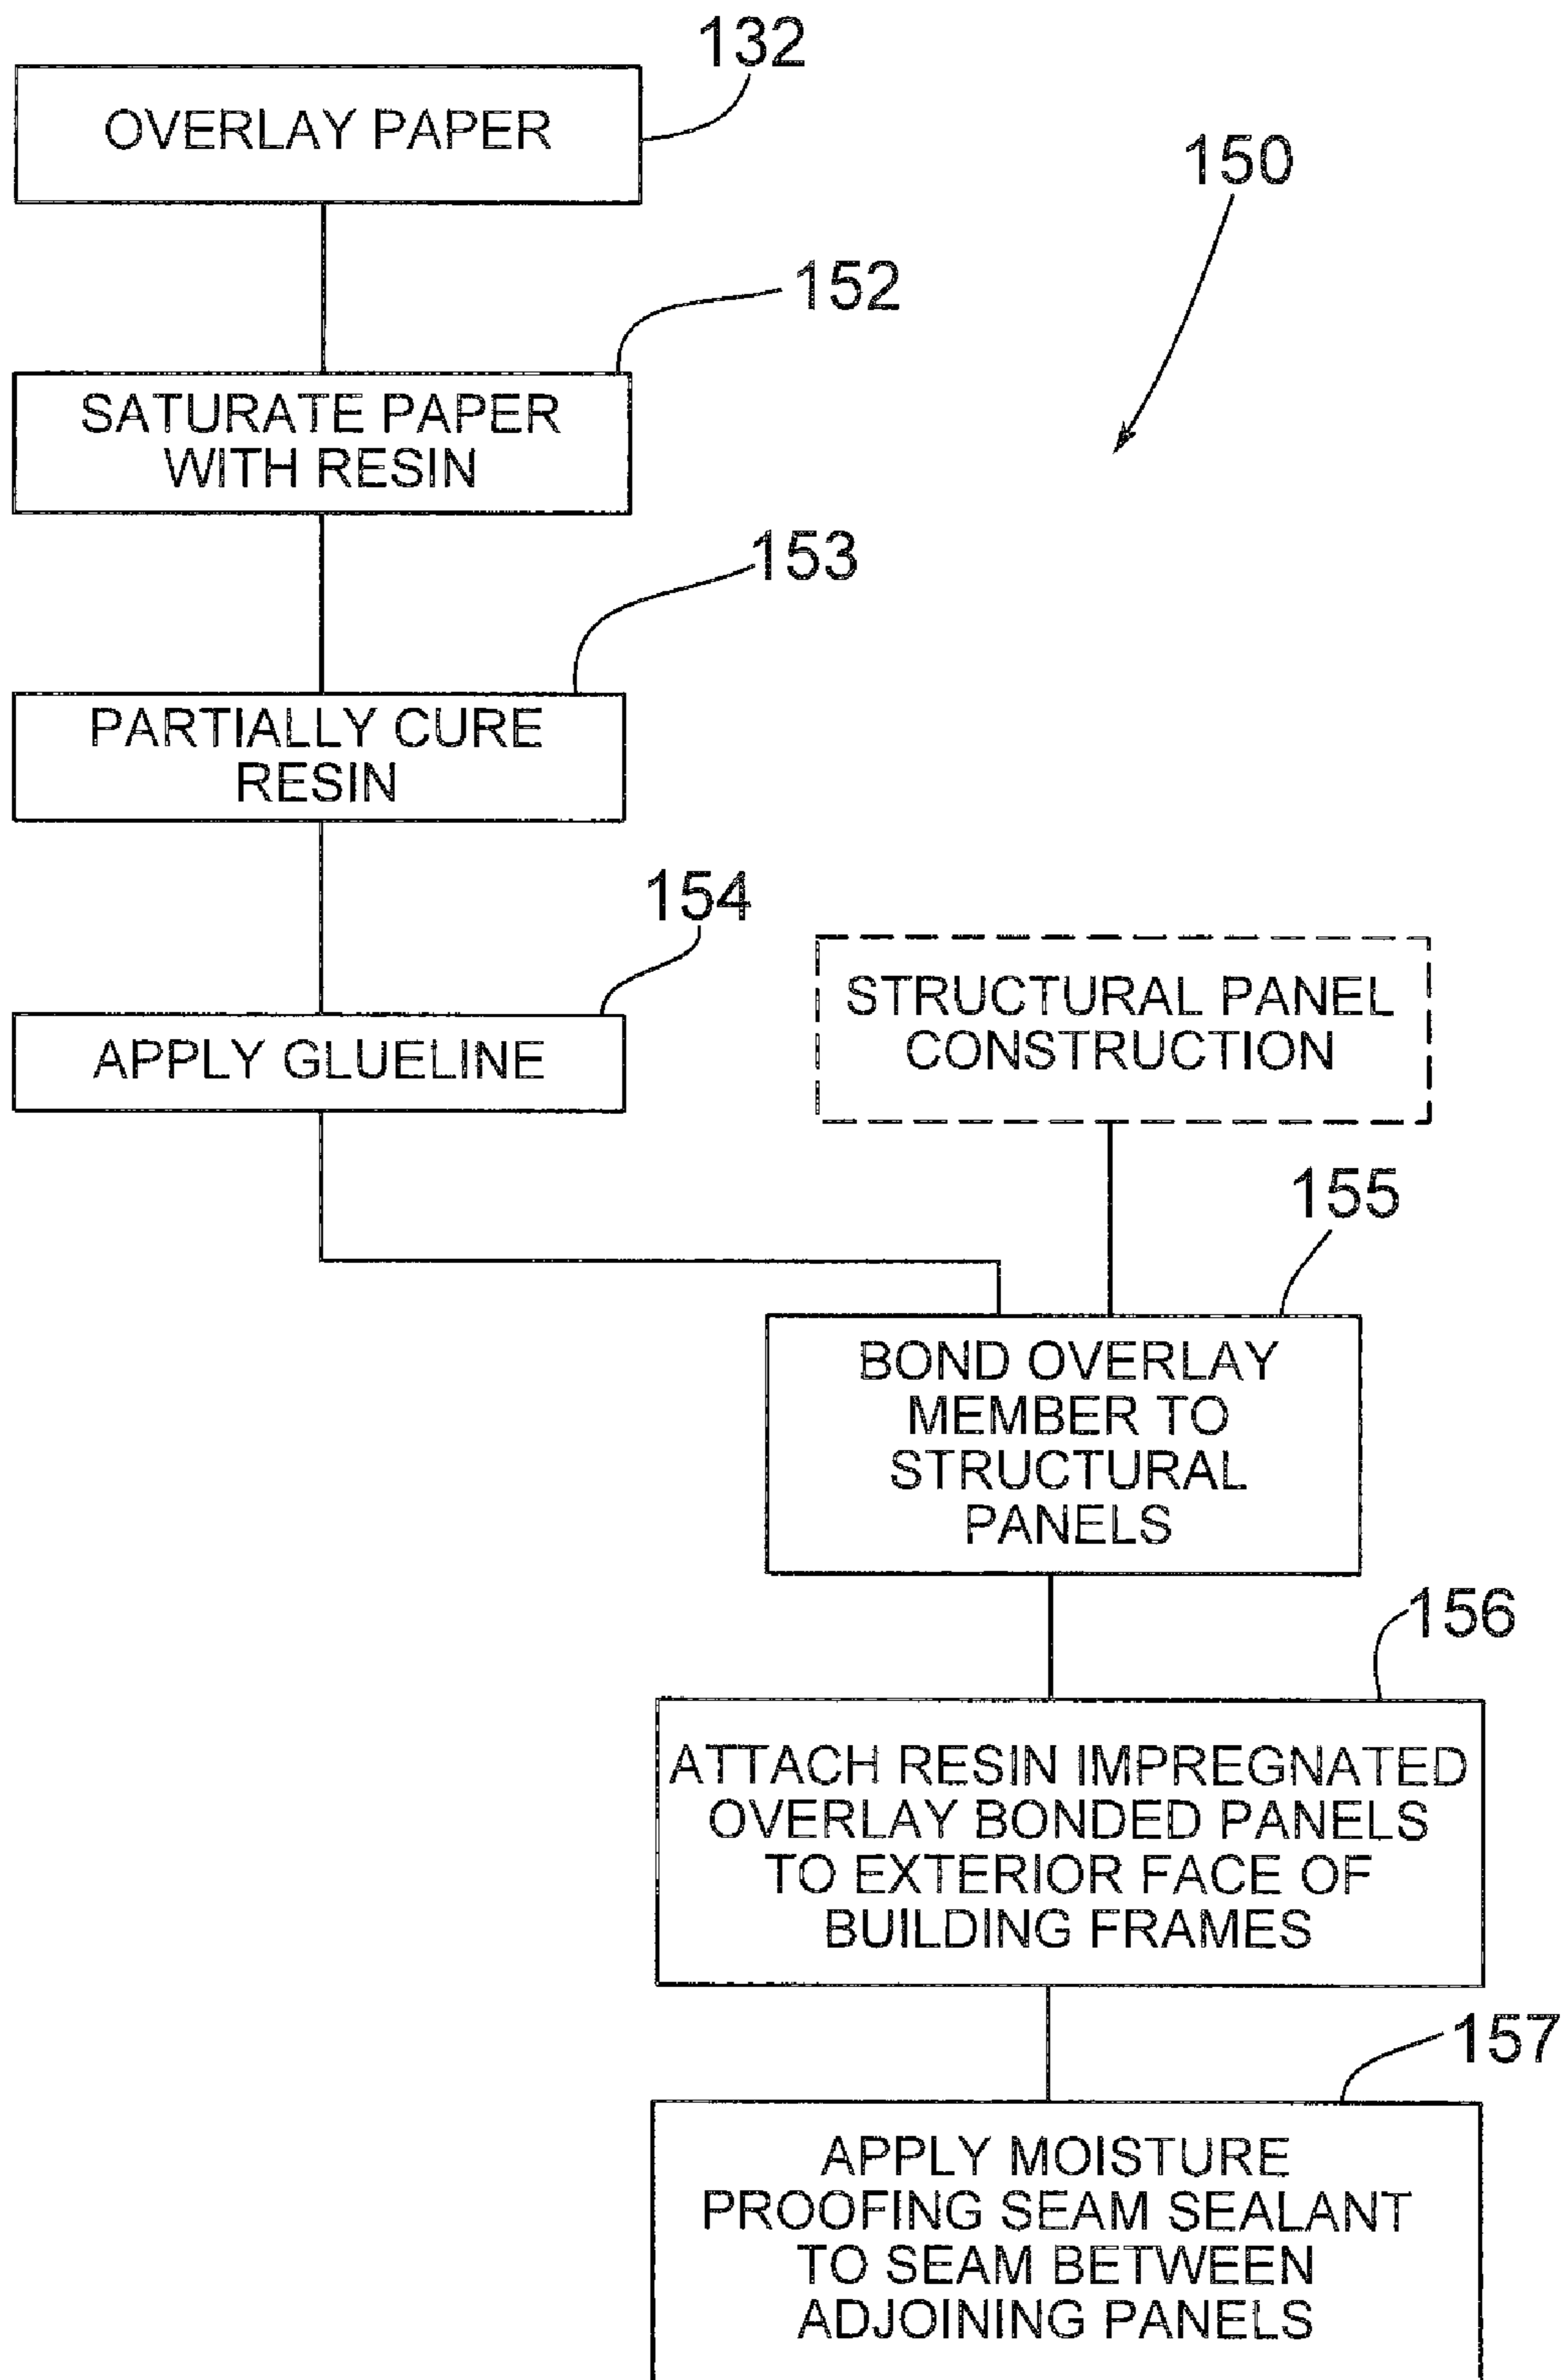 132
OVERLAY PAPER
150
152
SATURATE PAPER
WITH RESIN
153
PARTIALLY CURE
RESIN
154
APPLY GLUELINE
STRUCTURAL PANEL
CONSTRUCTION
155
BOND OVERLAY
MEMBER TO
STRUCTURAL
PANELS
156
ATTACH RESIN IMPREGNATED
OVERLAY BONDED PANELS
TO EXTERIOR FACE OF
BUILDING FRAMES
157
APPLY MOISTURE
PROOFING SEAM SEALANT
TO SEAM BETWEEN
ADJOINING PANELS